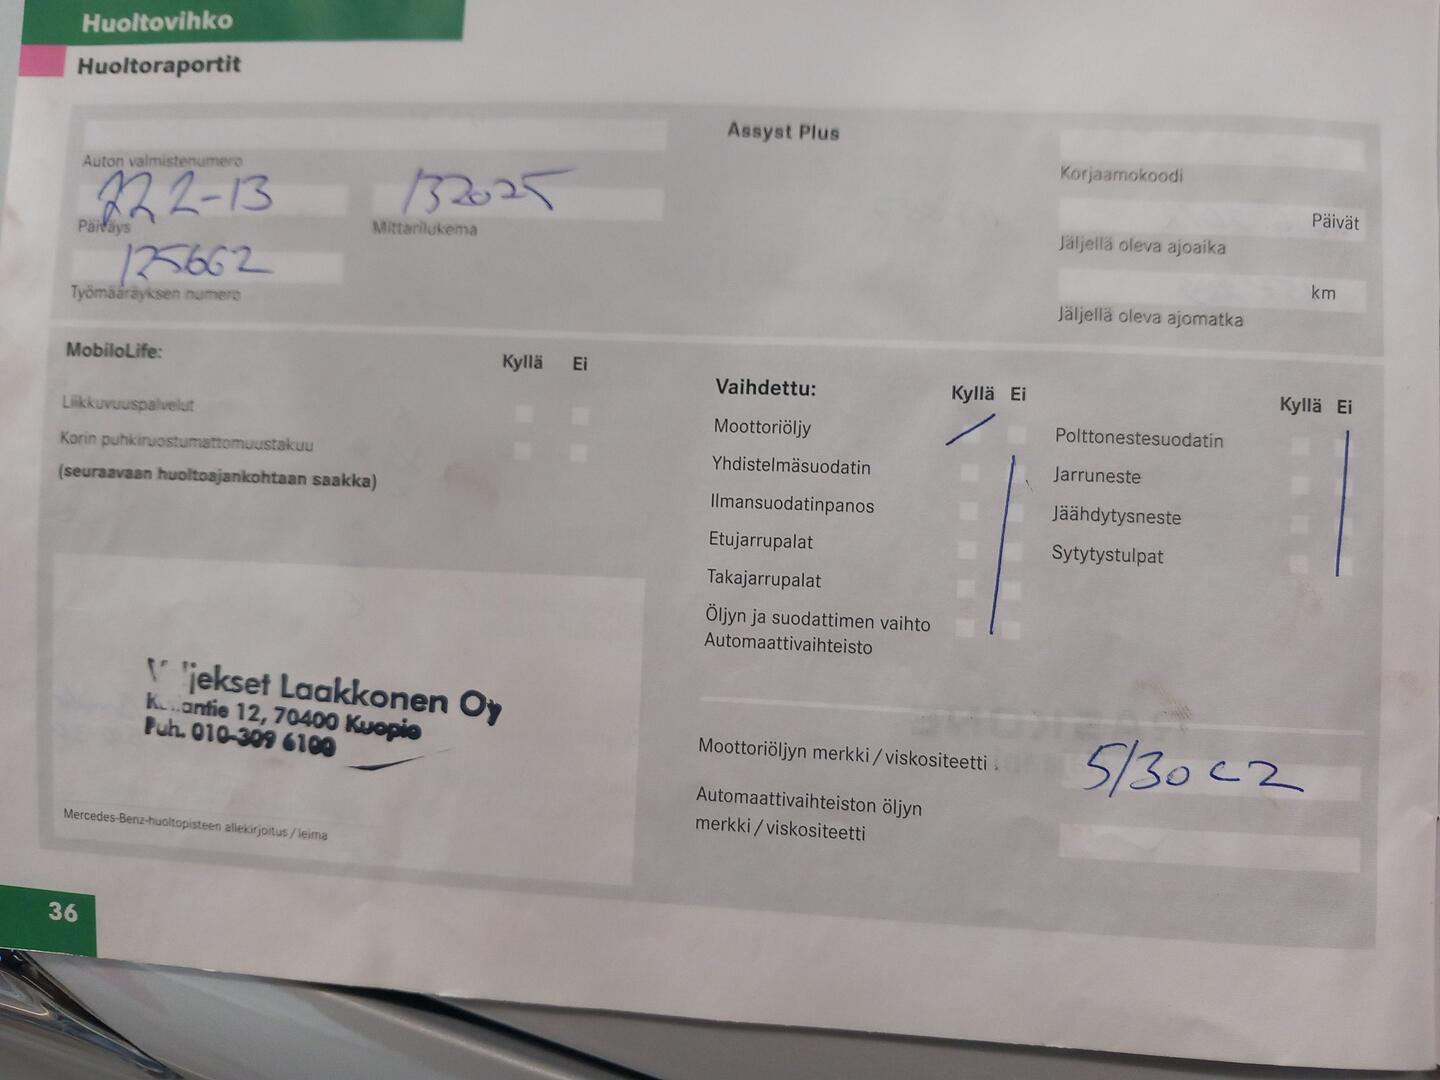 Huoltovihko
Huoltoraportit
Auton valmistenumero
22 2-13
Päiväys
132025
Mittarilukema
125662
Työmääräyksen numero
Assyst Plus
Korjaamokoodi
Päivät
Jäljellä oleva ajoaika
km
Jäljellä oleva ajomatka
MobiloLife:
Kyllä Ei
Liikkuvuuspalvelut
Korin puhkiruostumattomuustakuu
(seuraavaan huoltoajankohtaan saakka)
Vaihdettu:
Kyllä Ei
Moottoriöljy
Yhdistelmäsuodatin
Ilmansuodatinpanos
Etujarrupalat
Takajarrupalat
Öljyn ja suodattimen vaihto
Automaattivaihteisto
Kyllä Ei
Polttonestesuodatin
Jarruneste
Jäähdytysneste
Sytytystulpat
Laakkonen Oy
12, 70400 Kuopio
Puh. 010-309 6100
Mercedes-Benz-huoltopisteen allekirjoitus / leima
Moottoriöljyn merkki / viskositeetti
5/30 C2
Automaattivaihteiston öljyn
merkki / viskositeetti
36